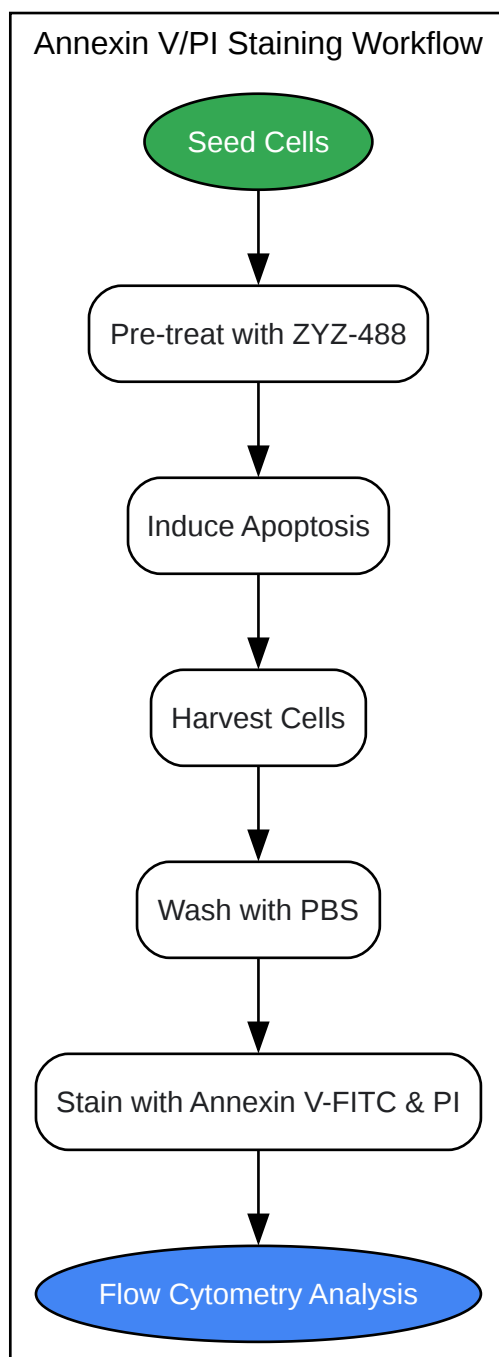 Annexin V/PI Staining Workflow
Seed Cells
Pre-treat with ZYZ-488
Induce Apoptosis
Harvest Cells
Wash with PBS
Stain with Annexin V-FITC & PI
Flow Cytometry Analysis